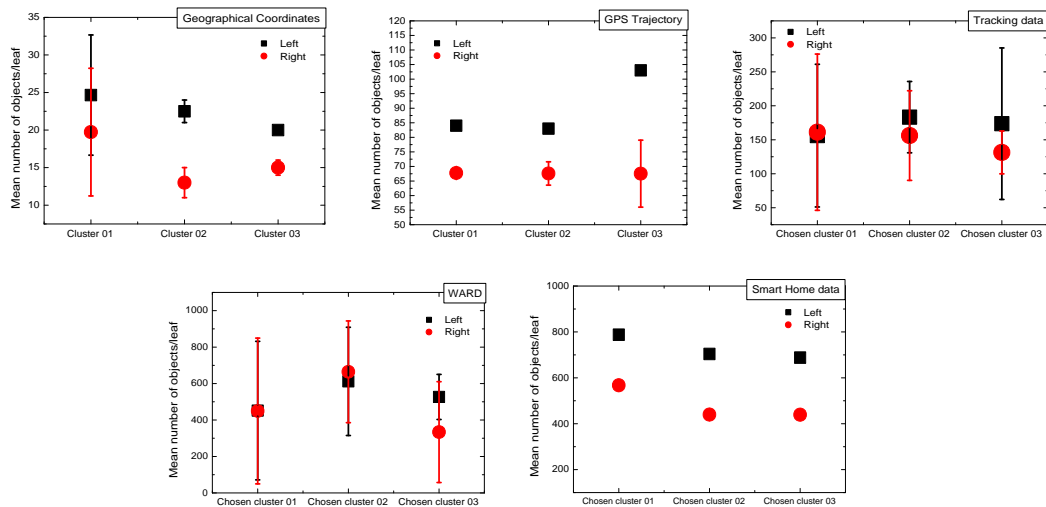 Geographical Coordinates
Left
Right
Mean number of objects/leaf
35
30
25
20
15
10
Cluster 01
Cluster 02
Cluster 03
GPS Trajectory
Left
Right
Mean number of objects/leaf
120
115
110
105
100
95
90
85
80
75
70
65
60
55
50
Cluster 01
Cluster 02
Cluster 03
Tracking data
Left
Right
Mean number of objects/leaf
300
250
200
150
100
50
Chosen cluster 01
Chosen cluster 02
Chosen cluster 03
WARD
Left
Right
Mean number of objects/leaf
1000
800
600
400
200
0
Chosen cluster 01
Chosen cluster 02
Chosen cluster 03
Smart Home data
Left
Right
Mean number of objects/leaf
1000
800
600
400
200
Chosen cluster 01
Chosen cluster 02
Chosen cluster 03